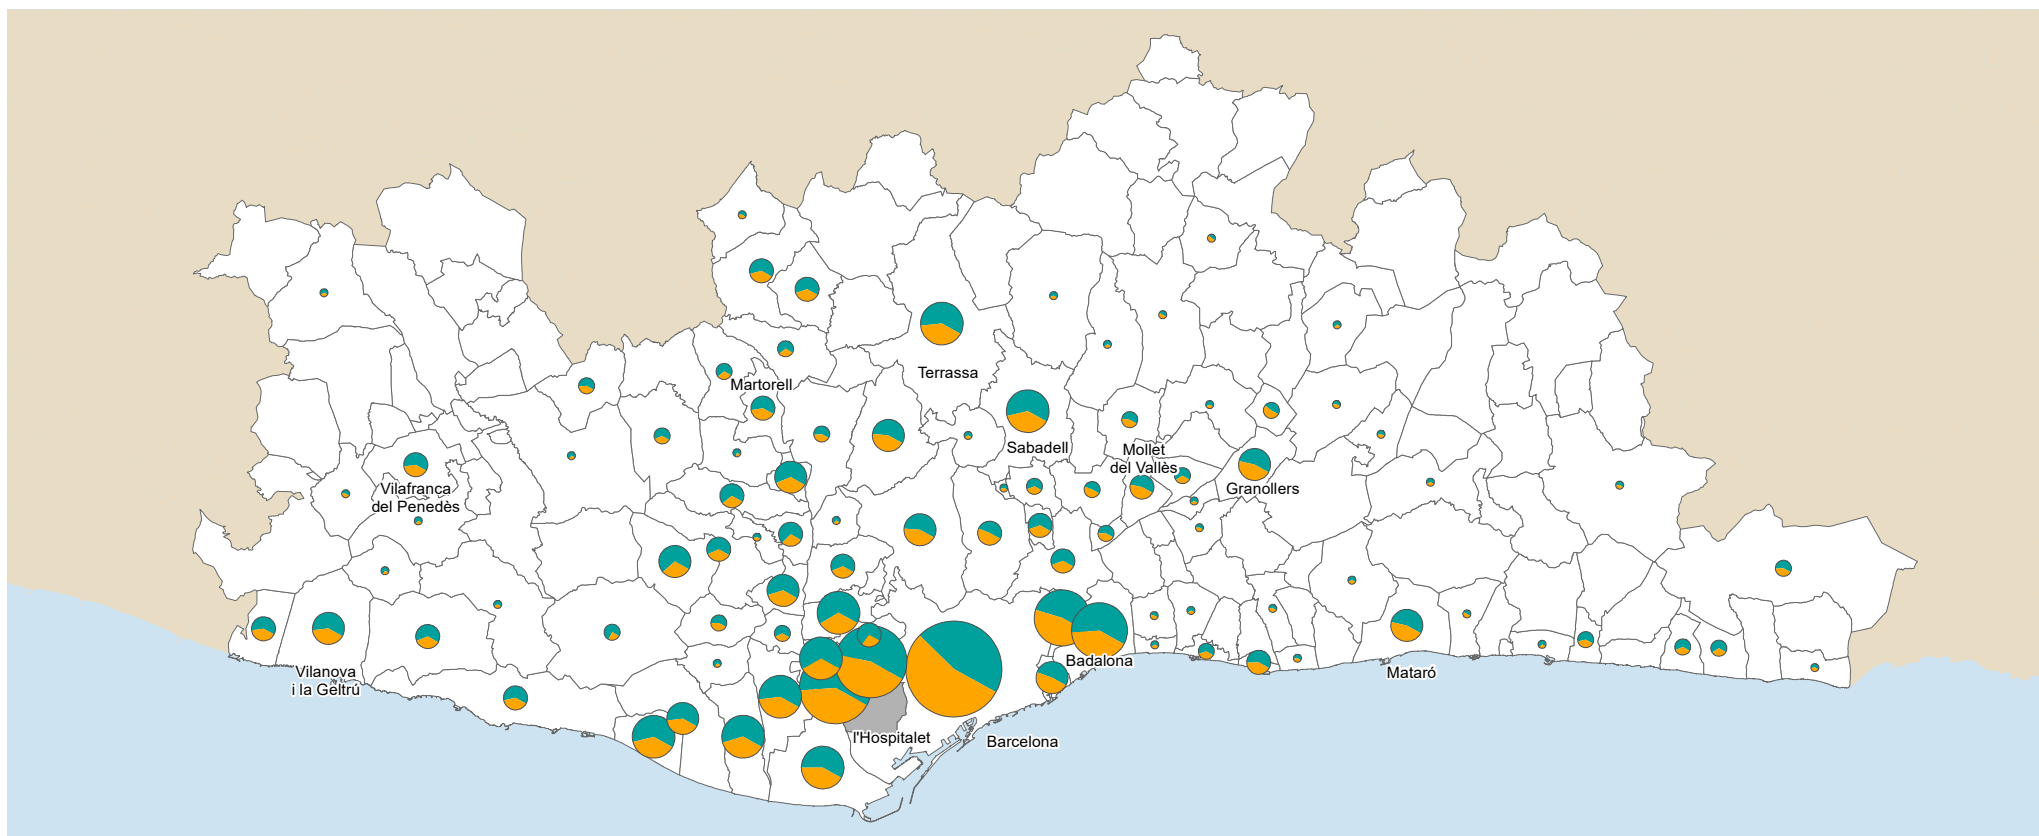 Terrassa
Martorell
Sabadell
Mollet
del Vallès
Granollers
Vilafranca
del Penedès
Badalona
Vilanova
i la Geltrú
Mataró
l'Hospitalet
Barcelona